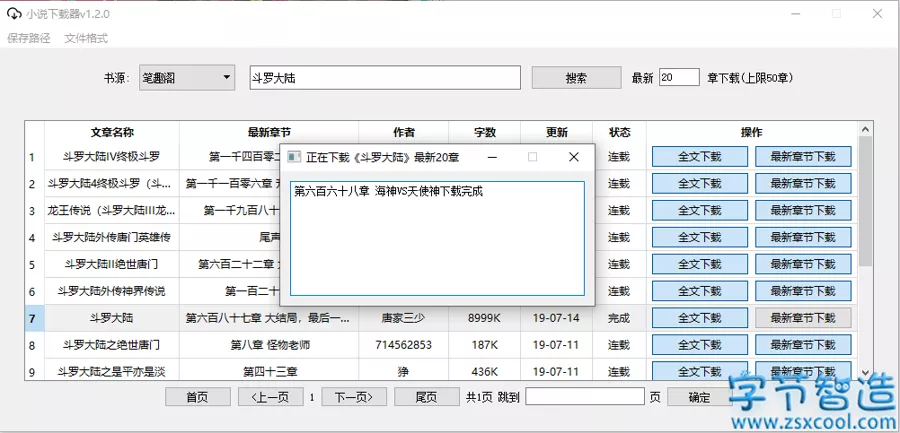 小说下载器v1.2.0
保存路径 文件格式
书源: 笔趣阁 斗罗大陆 搜索 最新 20 章下载(上限50章)
文章名称 最新章节 作者 字数 更新 状态 操作
1 斗罗大陆IV终极斗罗 第一千四百零二 连载 全文下载 最新章节下载
2 斗罗大陆4终极斗罗（斗... 第一千一百零六章 连载 全文下载 最新章节下载
3 龙王传说（斗罗大陆III龙... 第一千九百八十 连载 全文下载 最新章节下载
4 斗罗大陆外传唐门英雄传 尾声 连载 全文下载 最新章节下载
5 斗罗大陆II绝世唐门 第六百二十二章 连载 全文下载 最新章节下载
6 斗罗大陆外传神界传说 第一百二十 连载 全文下载 最新章节下载
7 斗罗大陆 第六百八十七章 大结局，最后一... 唐家三少 8999K 19-07-14 完成 全文下载 最新章节下载
8 斗罗大陆之绝世唐门 第八章 怪物老师 714562853 187K 19-07-11 连载 全文下载 最新章节下载
9 斗罗大陆之是平亦是淡 第四十三章 436K 19-07-11 连载 全文下载 最新章节下载
正在下载《斗罗大陆》最新20章
第六百六十八章 海神VS天使神下载完成
首页 <上一页 1 下一页> 尾页 共1页 跳到 页 确定
字节智造
www.zsxcool.com